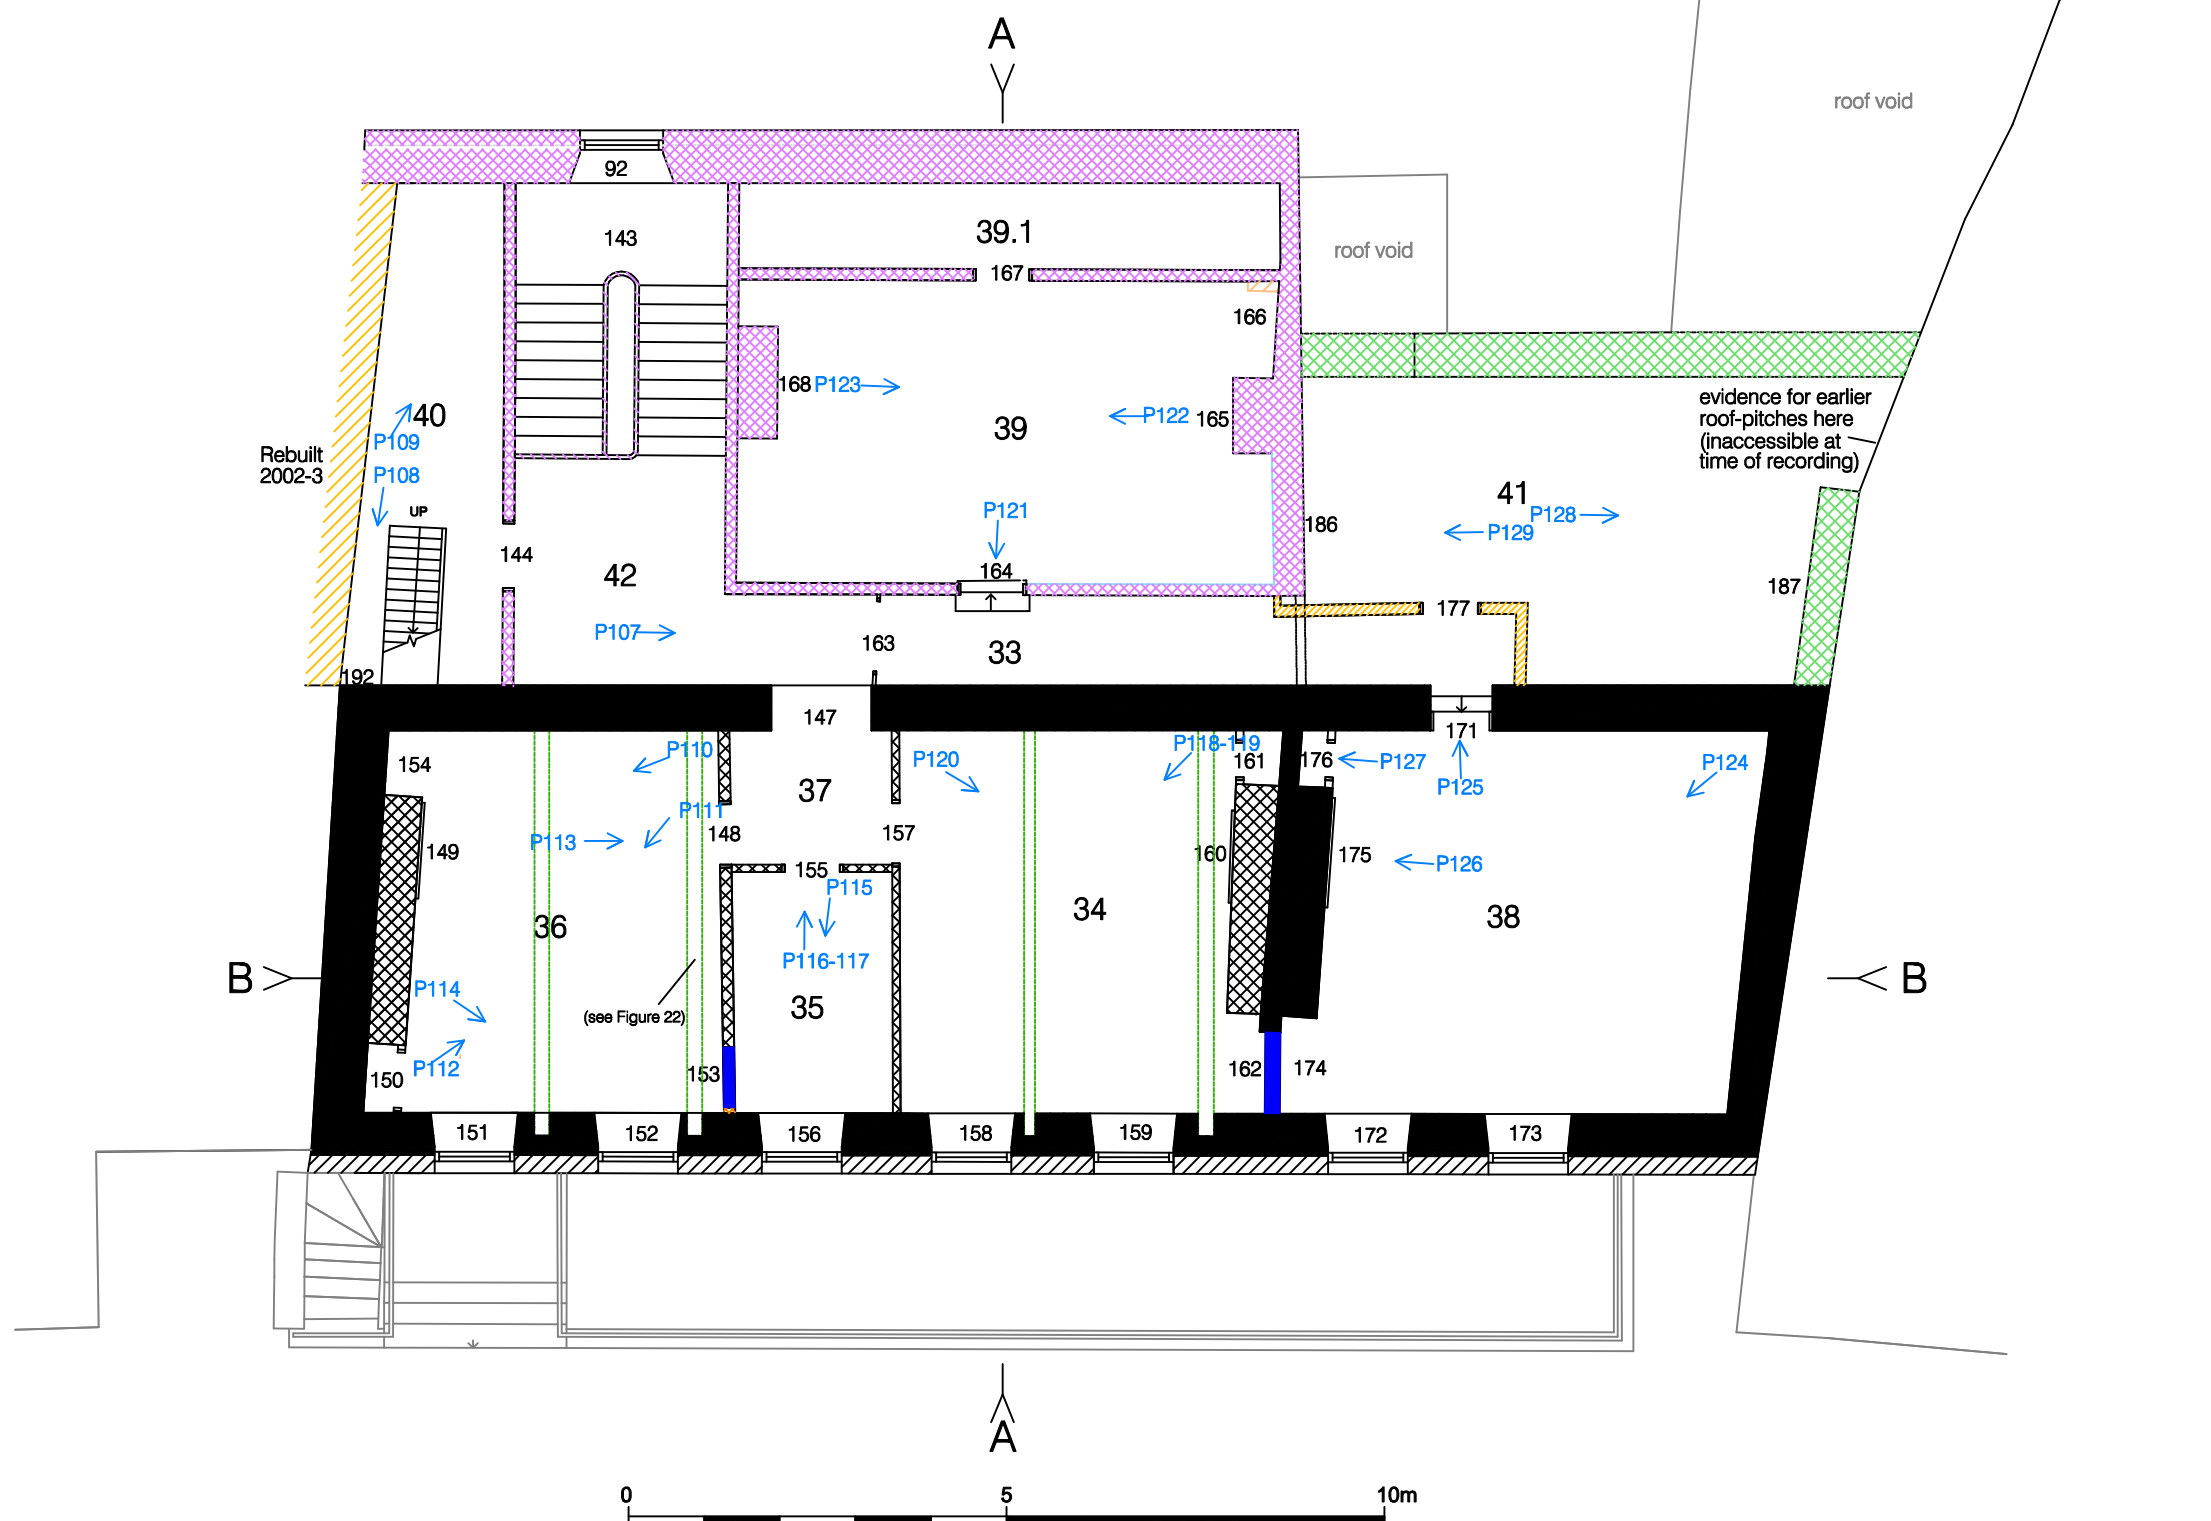 A
roof void
92
143
39.1
roof void
167
166
168
P123
P122
165
39
40
P109
Rebuilt
2002-3
P108
UP
evidence for earlier
roof-pitches here
(inaccessible at
time of recording)
41
P128
P129
P121
186
144
164
42
187
177
P107
163
33
192
147
171
154
P110
P120
P118-119
161
176
P127
P125
P124
37
P111
P113
148
157
149
155
160
175
P126
P115
36
34
38
P116-117
B
B
P114
35
(see Figure 22)
P112
150
153
162
174
151
152
156
158
159
172
173
A
0
5
10m